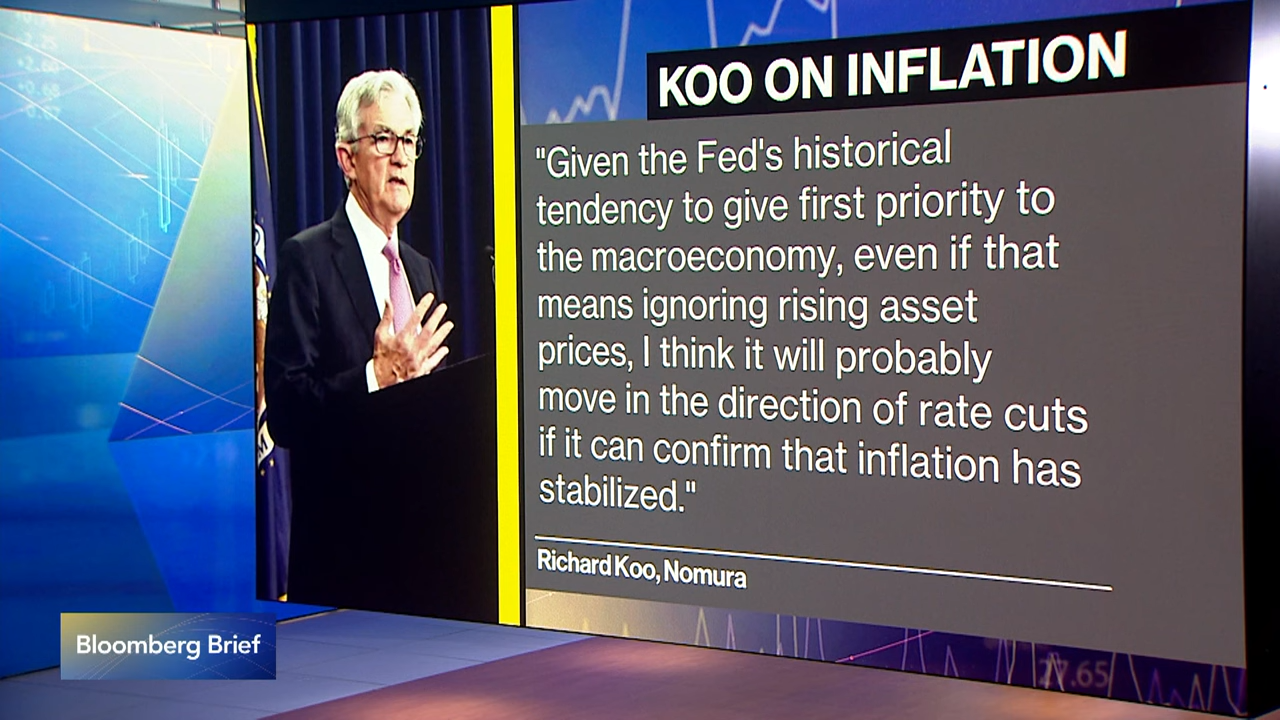 KOO ON INFLATION
"Given the Fed's historical
tendency to give first priority to
the macroeconomy, even if that
means ignoring rising asset
prices, I think it will probably
move in the direction of rate cuts
if it can confirm that inflation has
stabilized."
Richard Koo, Nomura
Bloomberg Brief
27.65